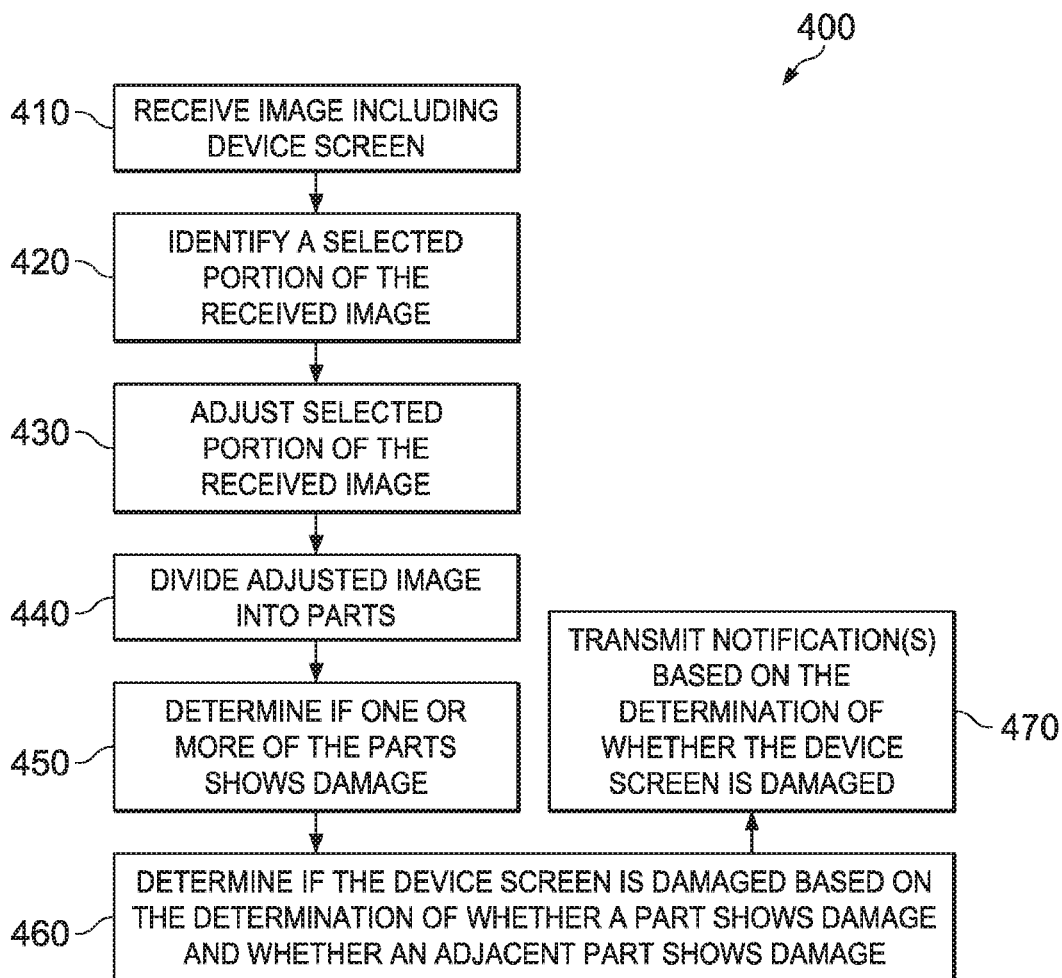 400
410
RECEIVE IMAGE INCLUDING
DEVICE SCREEN
420
IDENTIFY A SELECTED
PORTION OF THE
RECEIVED IMAGE
430
ADJUST SELECTED
PORTION OF THE
RECEIVED IMAGE
440
DIVIDE ADJUSTED IMAGE
INTO PARTS
450
DETERMINE IF ONE OR
MORE OF THE PARTS
SHOWS DAMAGE
460
DETERMINE IF THE DEVICE SCREEN IS DAMAGED BASED ON
THE DETERMINATION OF WHETHER A PART SHOWS DAMAGE
AND WHETHER AN ADJACENT PART SHOWS DAMAGE
TRANSMIT NOTIFICATION(S)
BASED ON THE
DETERMINATION OF
WHETHER THE DEVICE
SCREEN IS DAMAGED
470